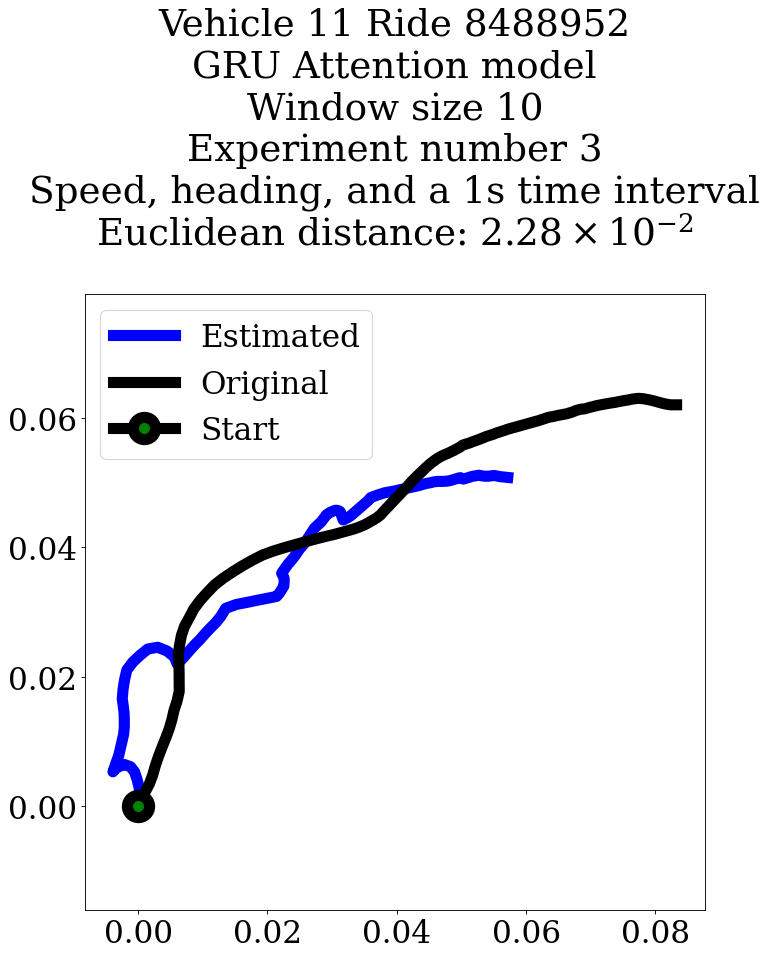 Vehicle 11 Ride 8488952
GRU Attention model
Window size 10
Experiment number 3
Speed, heading, and a 1s time interval
Euclidean distance: 2.28 × 10⁻²
Estimated
Original
Start
0.06
0.04
0.02
0.00
0.00 0.02 0.04 0.06 0.08